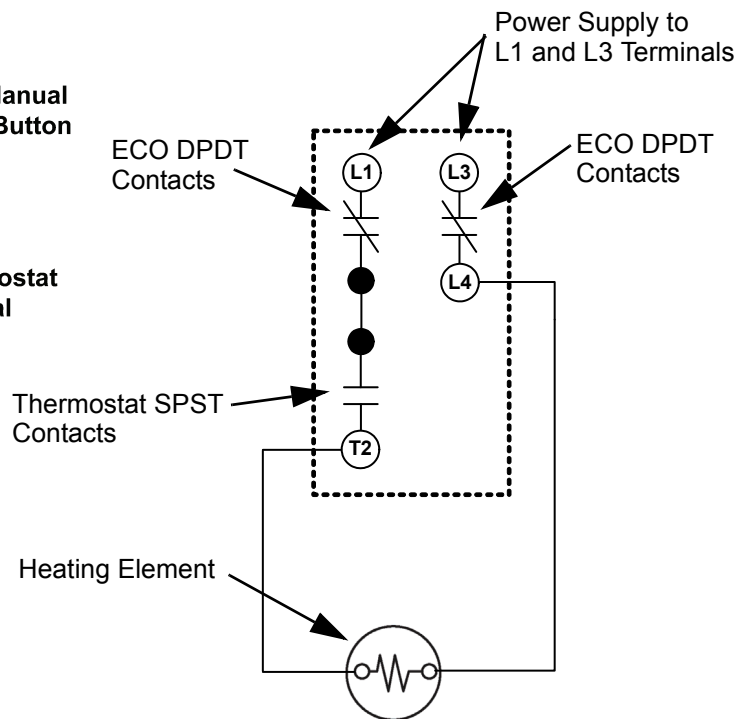 Power Supply to
L1 and L3 Terminals
Manual
Button
ECO DPDT
Contacts
ECO DPDT
Contacts
L1
L3
ostat
al
L4
Thermostat SPST
Contacts
T2
Heating Element